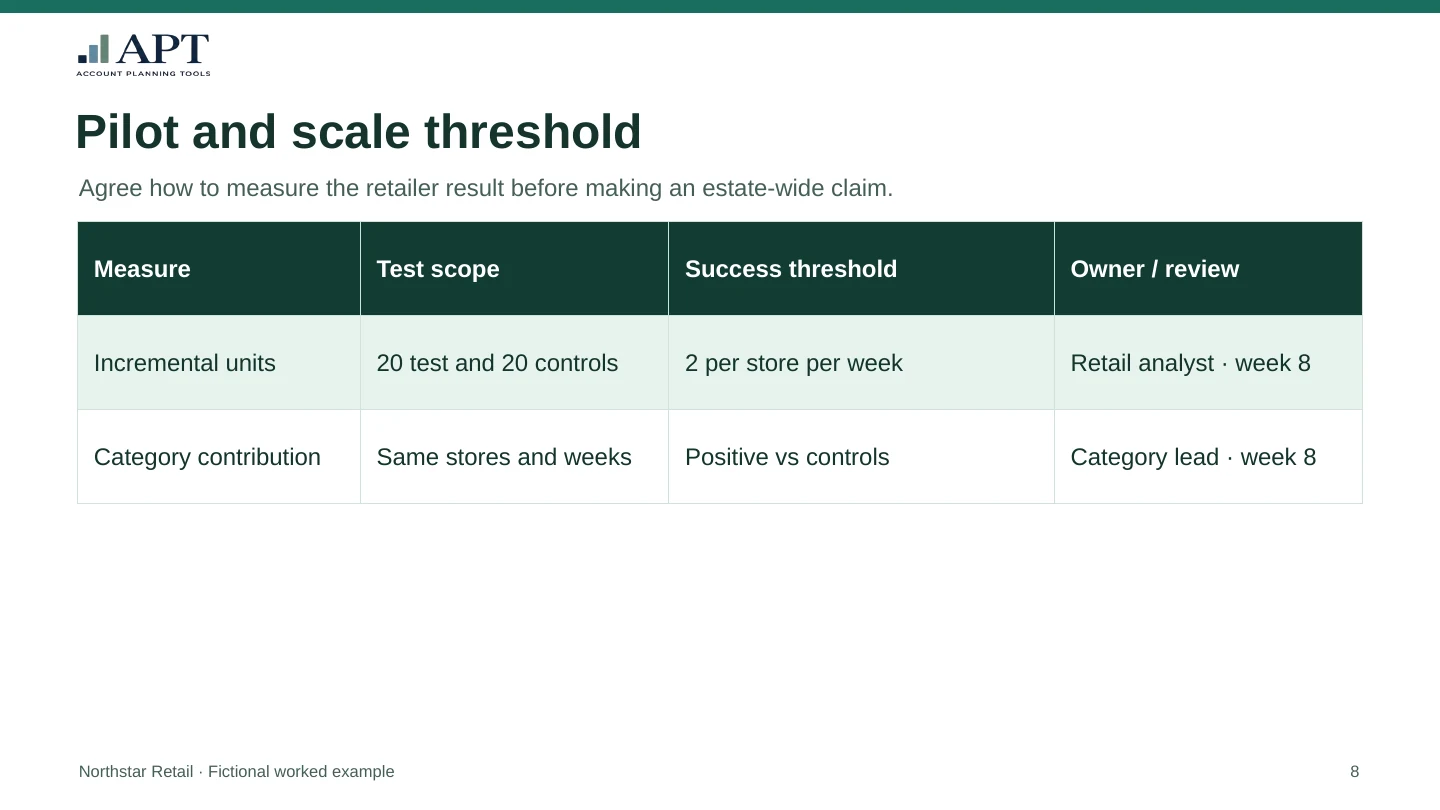 APT
ACCOUNT PLANNING TOOLS
Pilot and scale threshold
Agree how to measure the retailer result before making an estate-wide claim.
Measure Test scope Success threshold Owner / review
Incremental units 20 test and 20 controls 2 per store per week Retail analyst · week 8
Category contribution Same stores and weeks Positive vs controls Category lead · week 8
Northstar Retail · Fictional worked example 8